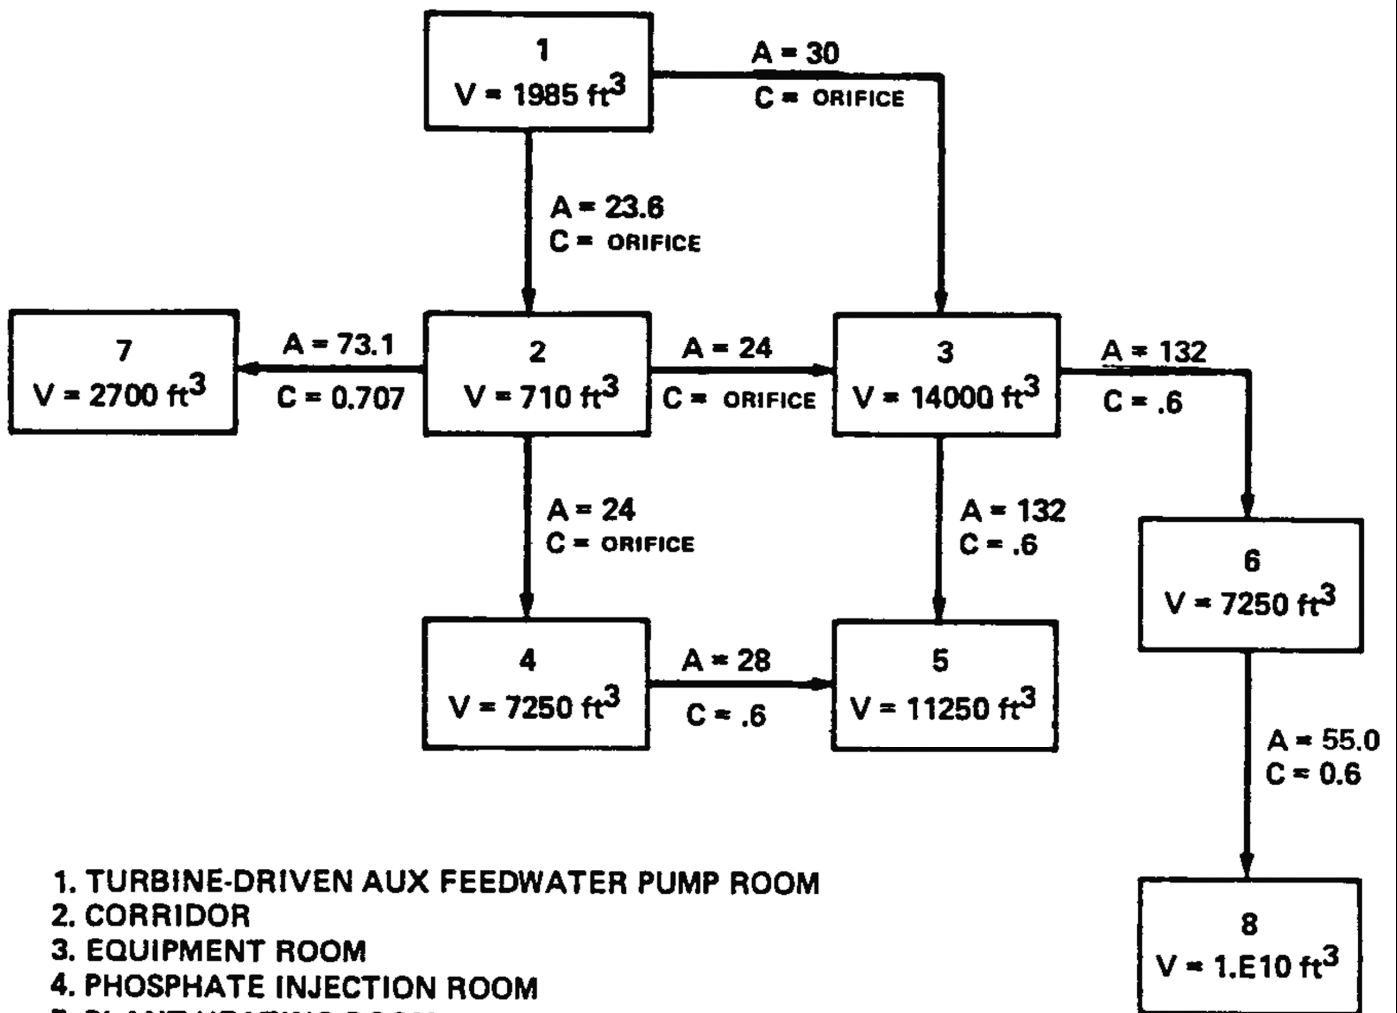 1
V = 1985 ft3
A = 30
C = ORIFICE
A = 23.6
C = ORIFICE
7
V = 2700 ft3
A = 73.1
C = 0.707
2
V = 710 ft3
A = 24
C = ORIFICE
3
V = 14000 ft3
A = 132
C = .6
A = 24
C = ORIFICE
A = 132
C = .6
6
V = 7250 ft3
4
V = 7250 ft3
A = 28
C = .6
5
V = 11250 ft3
A = 55.0
C = 0.6
8
V = 1.E10 ft3
1. TURBINE-DRIVEN AUX FEEDWATER PUMP ROOM
2. CORRIDOR
3. EQUIPMENT ROOM
4. PHOSPHATE INJECTION ROOM